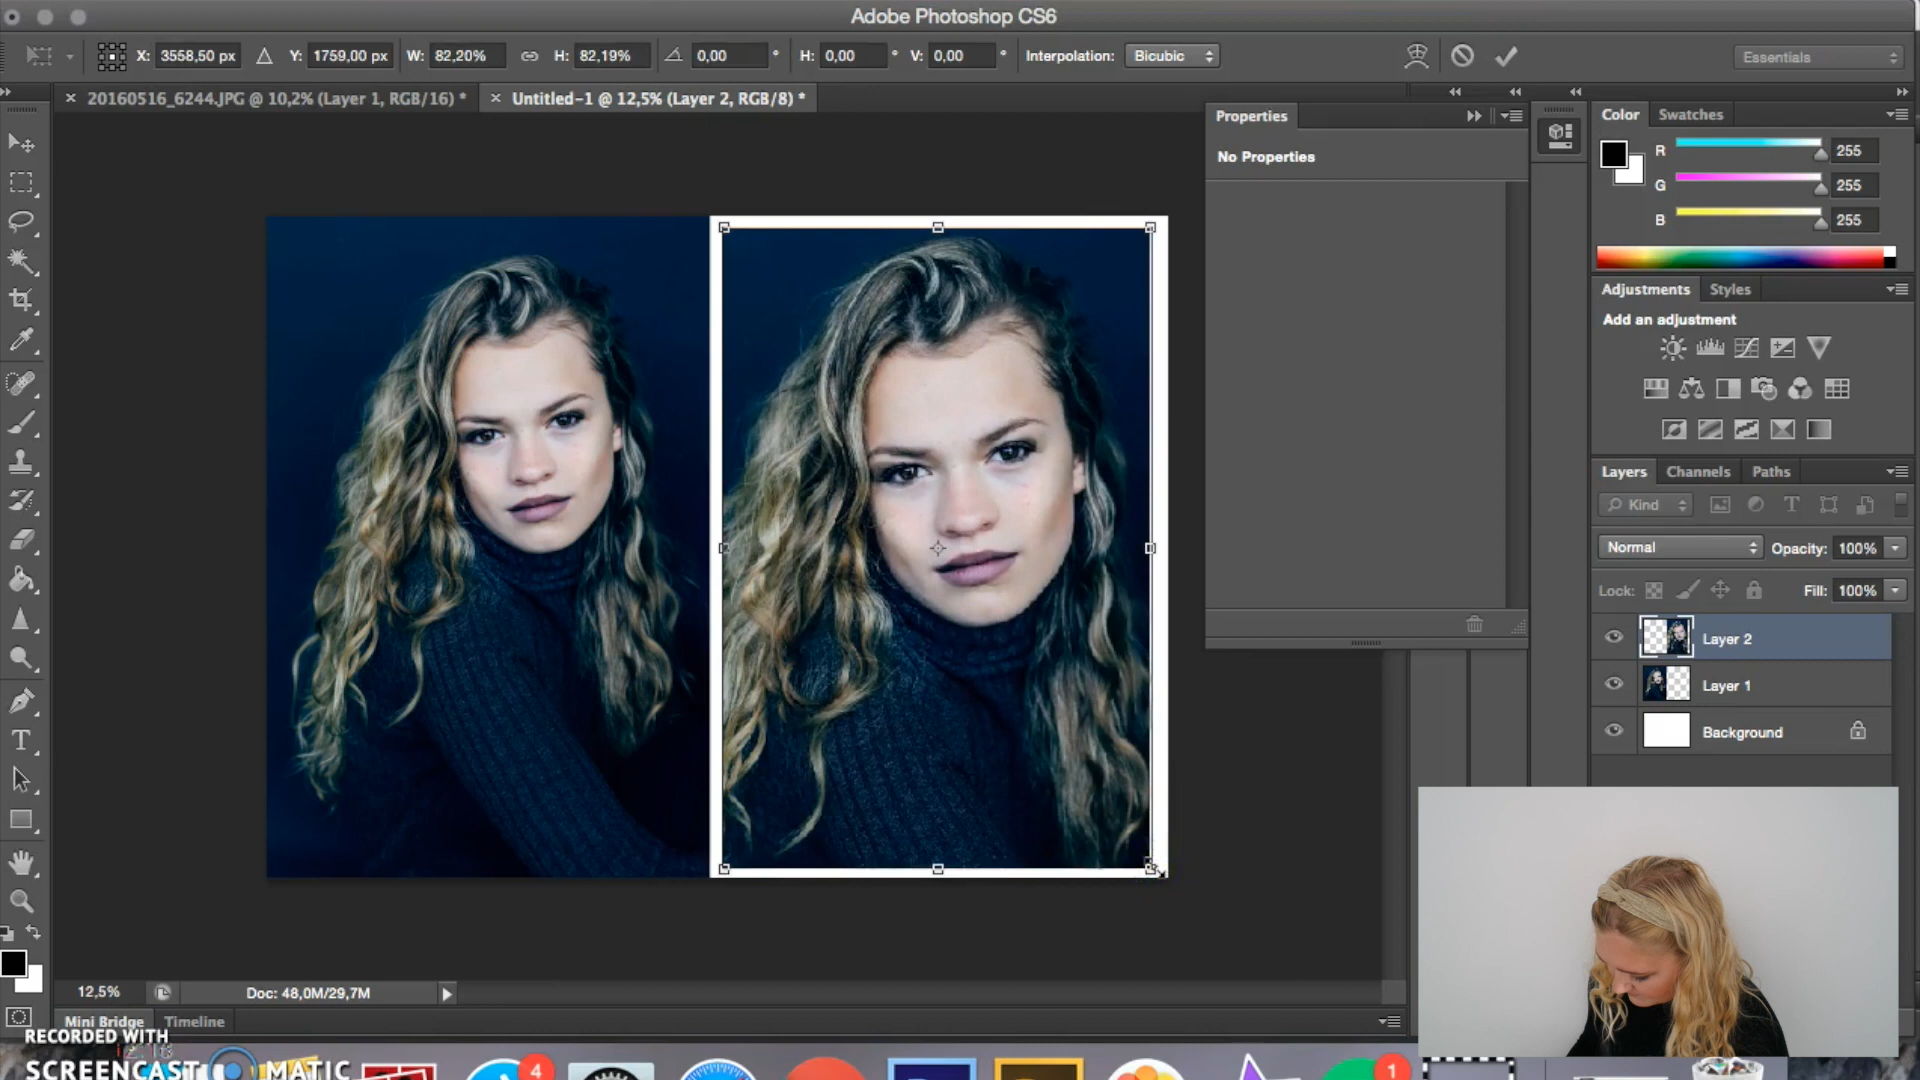 Adobe Photoshop CS6
X: 3558,50 px Y: 1759,00 px W: 82,20% H: 82,19% 0,00 ° H: 0,00 ° V: 0,00 ° Interpolation: Bicubic Essentials
× 20160516_6244.JPG @ 10,2% (Layer 1, RGB/16) * × Untitled-1 @ 12,5% (Layer 2, RGB/8) *
Properties
No Properties
Color Swatches
R 255
G 255
B 255
Adjustments Styles
Add an adjustment
Layers Channels Paths
Kind
Normal Opacity: 100%
Lock: Fill: 100%
Layer 2
Layer 1
Background
T
12,5% Doc: 48,0M/29,7M
Mini Bridge Timeline
RECORDED WITH
SCREENCAST MATIC
4
1